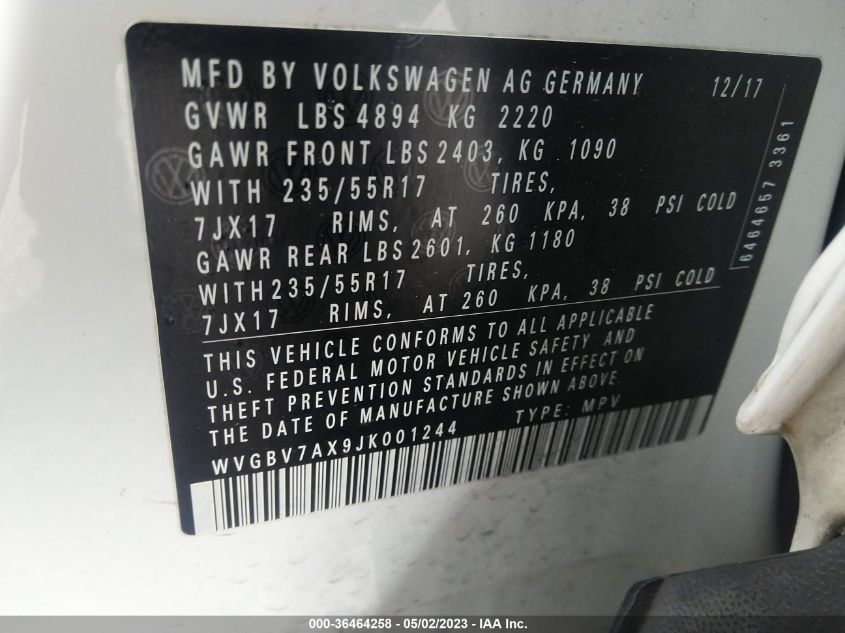 MFD BY VOLKSWAGEN AG GERMANY 12/17
GVWR LBS 4894 KG 2220
GAWR FRONT LBS 2403, KG 1090
WITH 235/55R17 TIRES,
7JX17 RIMS, AT 260 KPA, 38 PSI COLD
GAWR REAR LBS 2601, KG 1180
WITH 235/55R17 TIRES,
7JX17 RIMS, AT 260 KPA, 38 PSI COLD
THIS VEHICLE CONFORMS TO ALL APPLICABLE
U.S. FEDERAL MOTOR VEHICLE SAFETY AND
THEFT PREVENTION STANDARDS IN EFFECT ON
THE DATE OF MANUFACTURE SHOWN ABOVE.
WVGBV7AX9JK001244 TYPE: MPV
6464657 3361
000-36464258 - 05/02/2023 - IAA Inc.